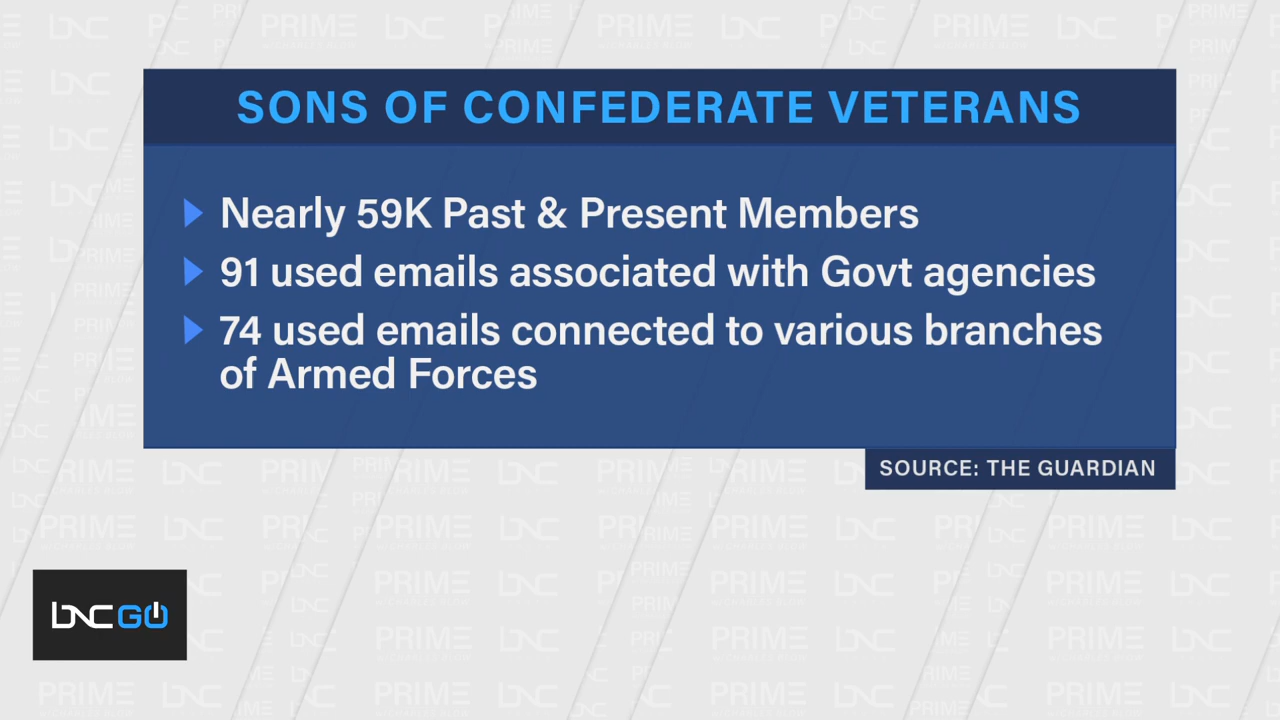 SONS OF CONFEDERATE VETERANS
Nearly 59K Past & Present Members
91 used emails associated with Govt agencies
74 used emails connected to various branches
of Armed Forces
SOURCE: THE GUARDIAN
bNC GO